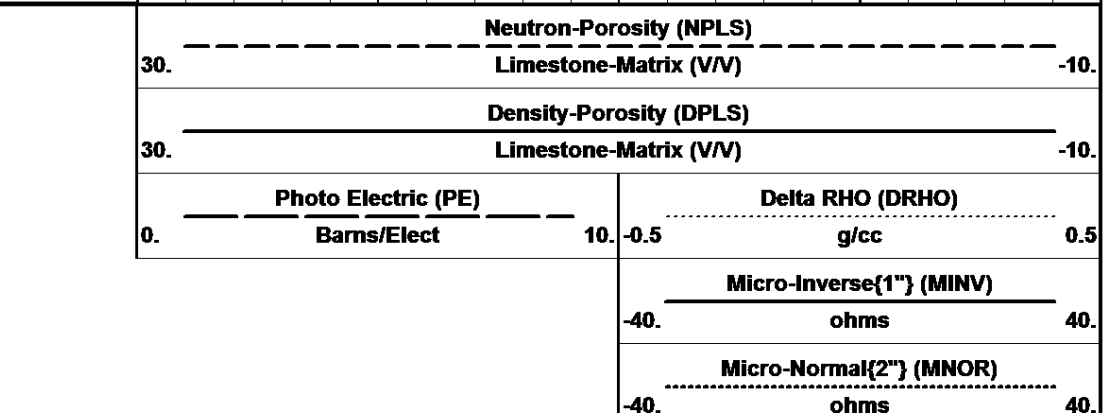 Neutron-Porosity (NPLS)
30. Limestone-Matrix (V/V) -10.
Density-Porosity (DPLS)
30. Limestone-Matrix (V/V) -10.
Photo Electric (PE) Delta RHO (DRHO)
0. Barns/Elect 10. -0.5 g/cc 0.5
Micro-Inverse{1"} (MINV)
-40. ohms 40.
Micro-Normal{2"} (MNOR)
-40. ohms 40.